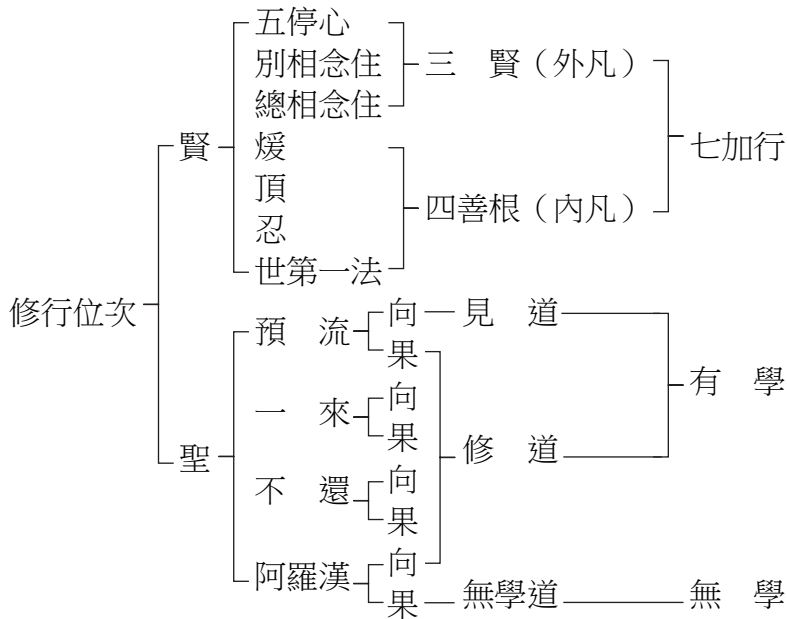 五停心
別相念住
總相念住
三　賢（外凡）
賢
煖
頂
忍
世第一法
四善根（內凡）
七加行
修行位次
聖
預　流
向
果
見　道
一　來
向
果
不　還
向
果
修　道
有　學
阿羅漢
向
果
無學道
無　學